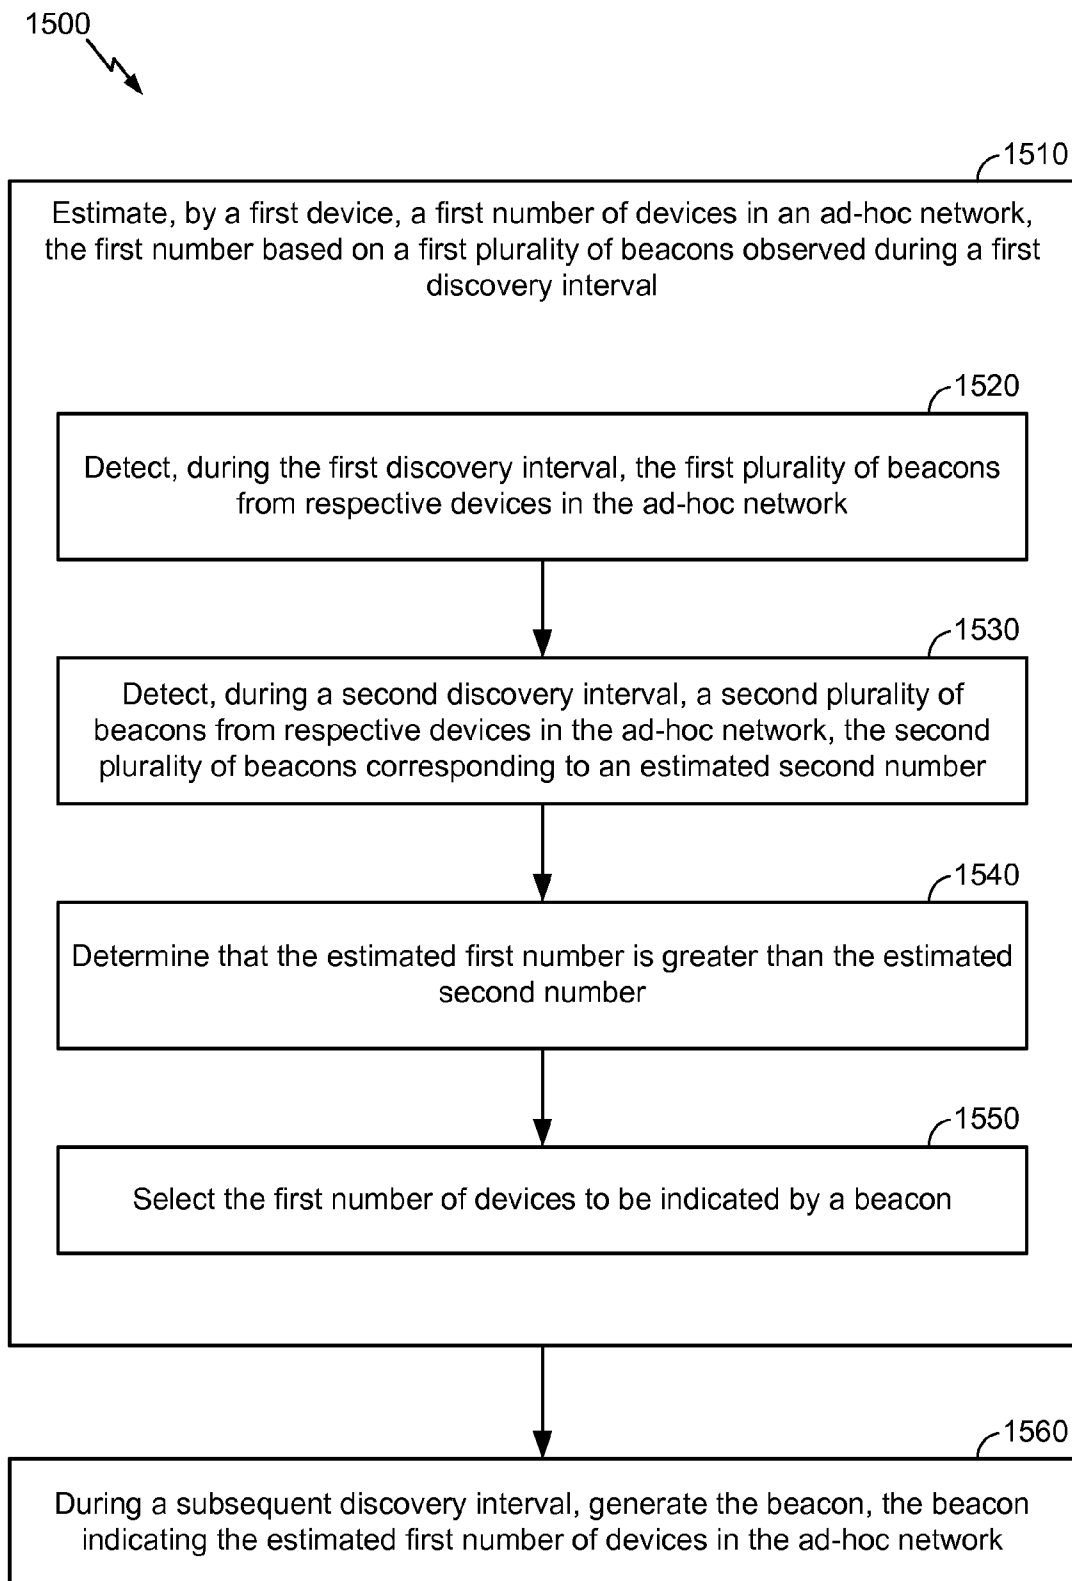 1500
1510
Estimate, by a first device, a first number of devices in an ad-hoc network,
the first number based on a first plurality of beacons observed during a first
discovery interval
1520
Detect, during the first discovery interval, the first plurality of beacons
from respective devices in the ad-hoc network
1530
Detect, during a second discovery interval, a second plurality of
beacons from respective devices in the ad-hoc network, the second
plurality of beacons corresponding to an estimated second number
1540
Determine that the estimated first number is greater than the estimated
second number
1550
Select the first number of devices to be indicated by a beacon
1560
During a subsequent discovery interval, generate the beacon, the beacon
indicating the estimated first number of devices in the ad-hoc network